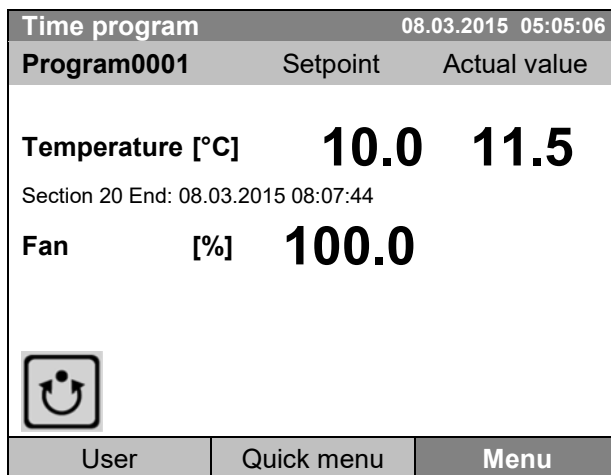 Time program 08.03.2015 05:05:06
Program0001 Setpoint Actual value
Temperature [°C] 10.0 11.5
Section 20 End: 08.03.2015 08:07:44
Fan [%] 100.0
User Quick menu Menu